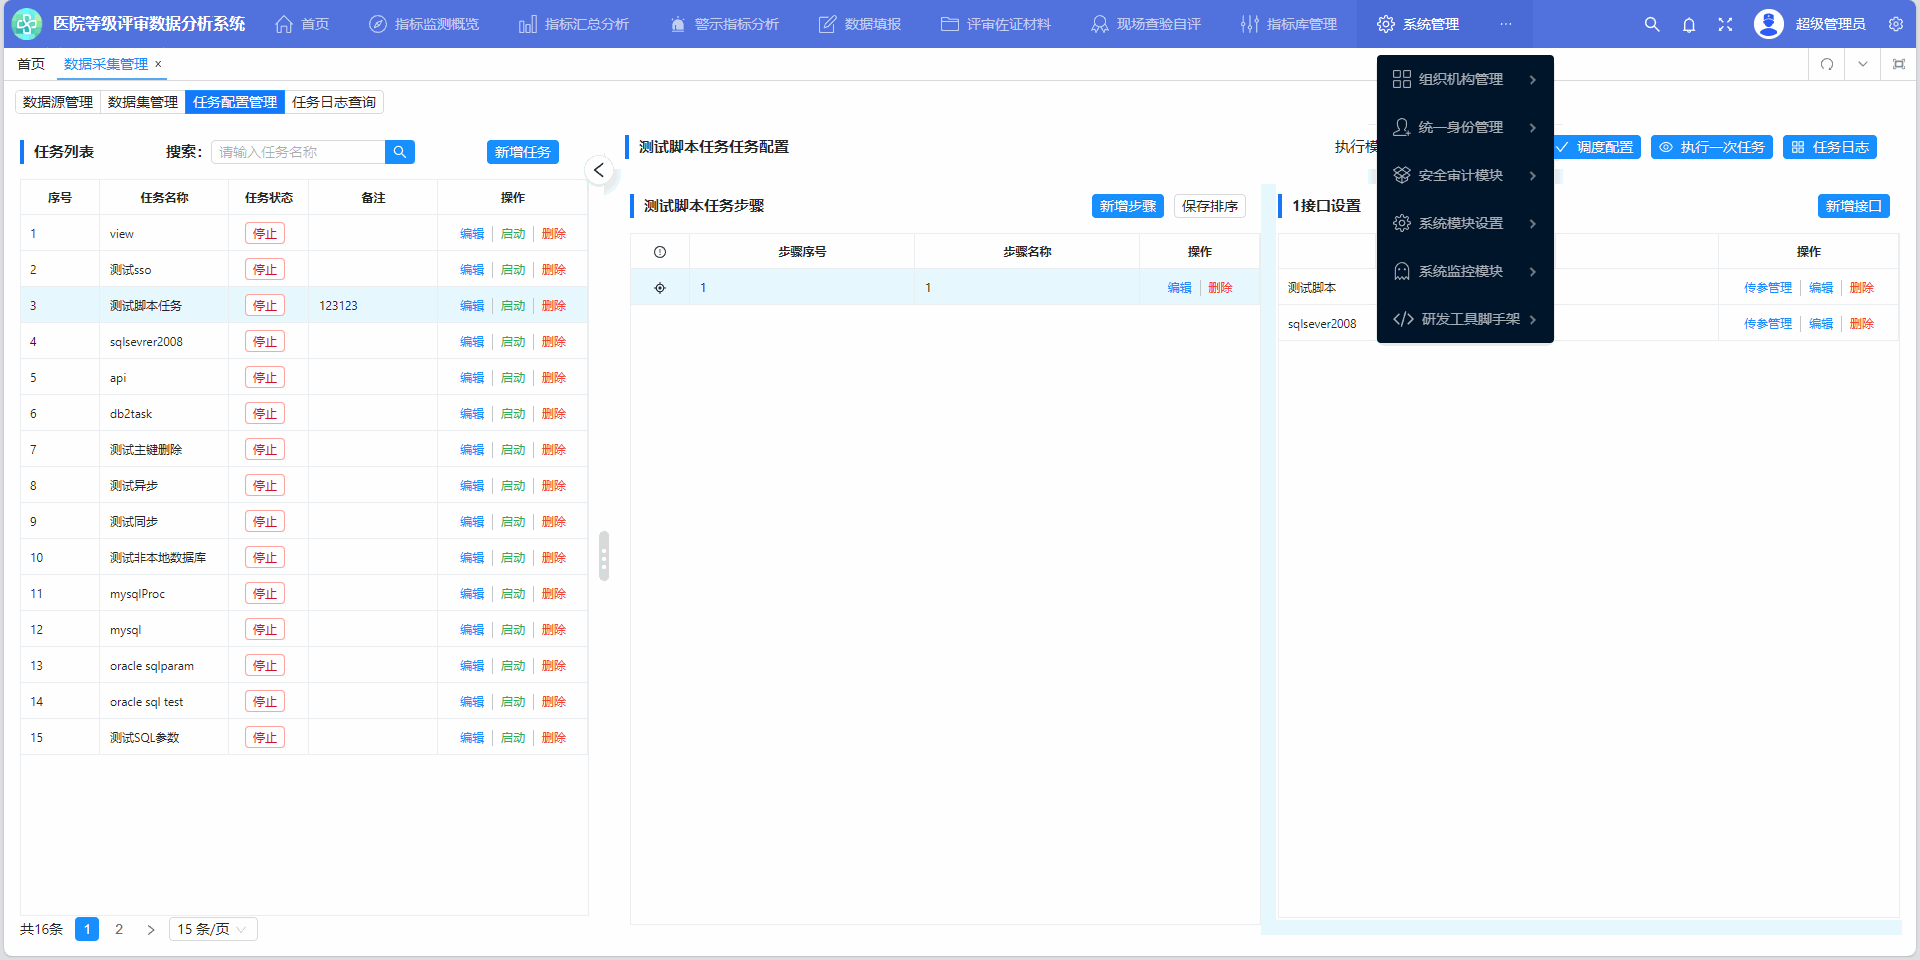 医院等级评审数据分析系统 首页 指标监测概览 指标汇总分析 警示指标分析 数据填报 评审佐证材料 现场查验自评 指标库管理 系统管理 ··· 超级管理员
首页 数据采集管理 ×
数据源管理 数据集管理 任务配置管理 任务日志查询
组织机构管理
统一身份管理
安全审计模块
系统模块设置
系统监控模块
研发工具脚手架
任务列表 搜索: 请输入任务名称 新增任务
序号 任务名称 任务状态 备注 操作
1 view 停止 编辑 启动 删除
2 测试sso 停止 编辑 启动 删除
3 测试脚本任务 停止 123123 编辑 启动 删除
4 sqlsevrer2008 停止 编辑 启动 删除
5 api 停止 编辑 启动 删除
6 db2task 停止 编辑 启动 删除
7 测试主键删除 停止 编辑 启动 删除
8 测试异步 停止 编辑 启动 删除
9 测试同步 停止 编辑 启动 删除
10 测试非本地数据库 停止 编辑 启动 删除
11 mysqlProc 停止 编辑 启动 删除
12 mysql 停止 编辑 启动 删除
13 oracle sqlparam 停止 编辑 启动 删除
14 oracle sql test 停止 编辑 启动 删除
15 测试SQL参数 停止 编辑 启动 删除
共16条 1 2 15 条/页
测试脚本任务任务配置 执行模 调度配置 执行一次任务 任务日志
测试脚本任务步骤 新增步骤 保存排序
步骤序号 步骤名称 操作
1 1 编辑 删除
1接口设置 新增接口
操作
测试脚本 传参管理 编辑 删除
sqlsever2008 传参管理 编辑 删除